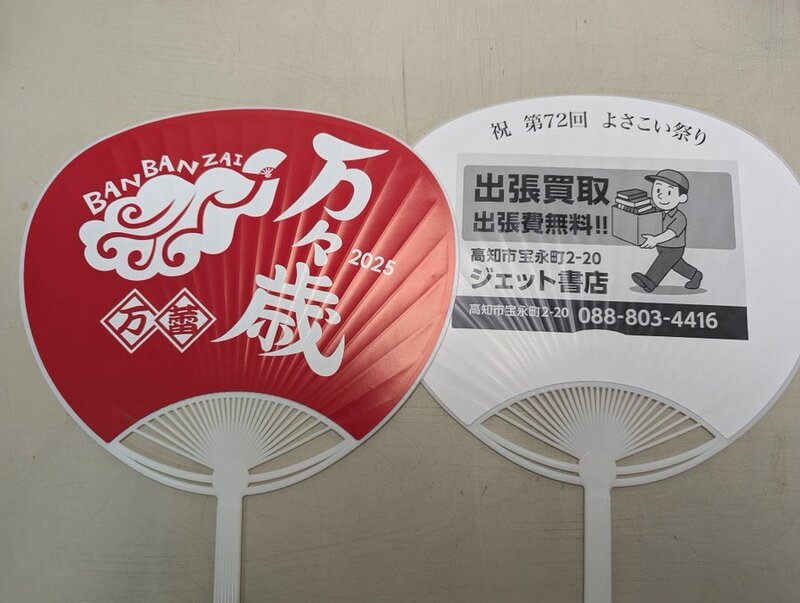 BANBANZAI
万々歳
2025
万
蕾
祝 第72回 よさこい祭り
出張買取
出張費無料!!
高知市宝永町2-20
ジェット書店
高知市宝永町2-20 088-803-4416